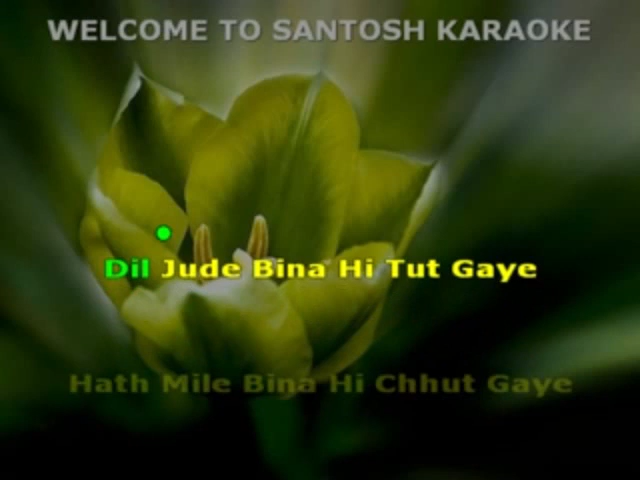 WELCOME TO SANTOSH KARAOKE
Dil Jude Bina Hi Tut Gaye
Hath Mile Bina Hi Chhut Gaye